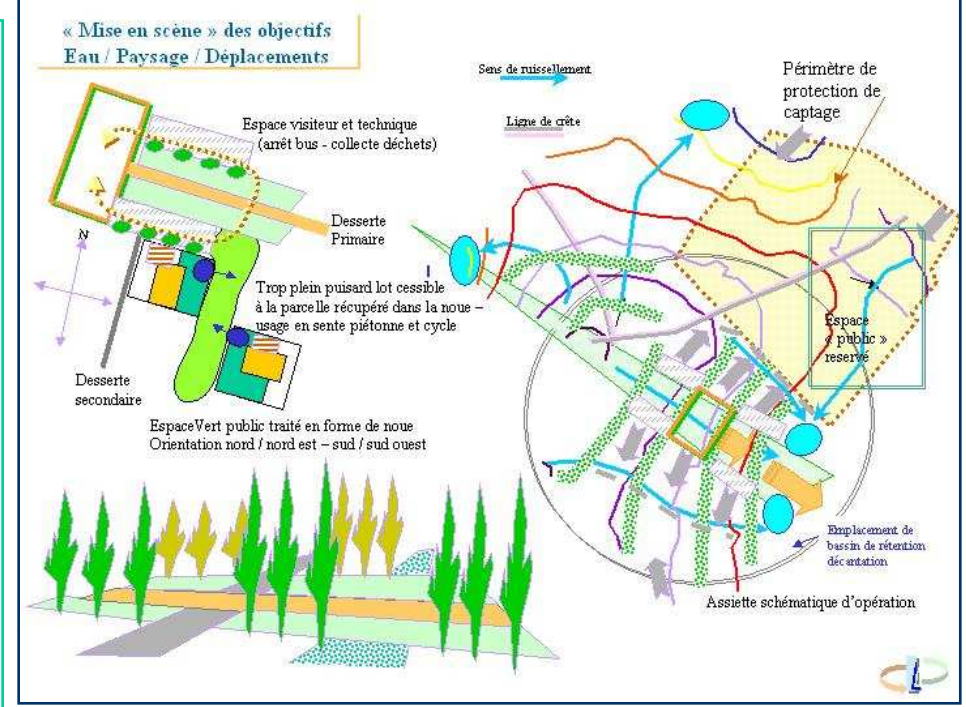 « Mise en scène » des objectifs
Eau / Paysage / Déplacements
Sens de ruissellement
Périmètre de
protection de
captage
Ligne de crête
Espace visiteur et technique
(arrêt bus - collecte déchets)
Desserte
Primaire
N
Trop plein puisard lot cessible
à la parcelle récupéré dans la noue –
usage en sente piétonne et cycle
Espace
« public »
reservé
Desserte
secondaire
EspaceVert public traité en forme de noue
Orientation nord / nord est – sud / sud ouest
Emplacement de
bassin de rétention
décantation
Assiette schématique d'opération
L